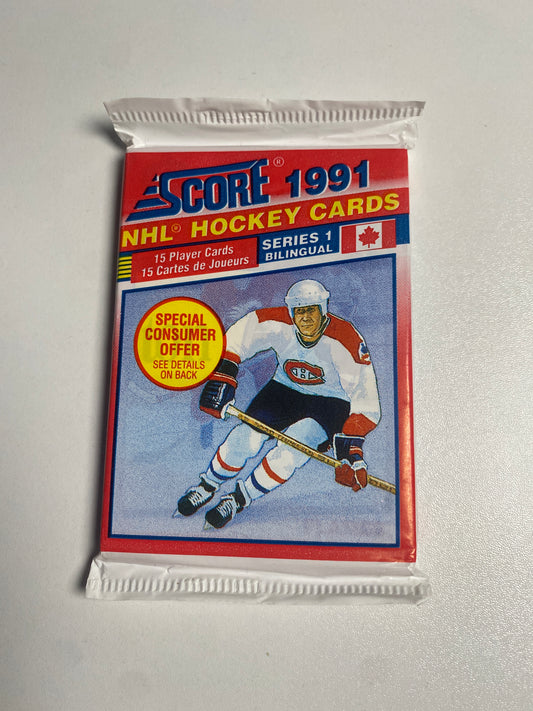 SCORE® 1991
NHL® HOCKEY CARDS
15 Player Cards
15 Cartes de Joueurs
SERIES 1
BILINGUAL
SPECIAL
CONSUMER
OFFER
SEE DETAILS
ON BACK